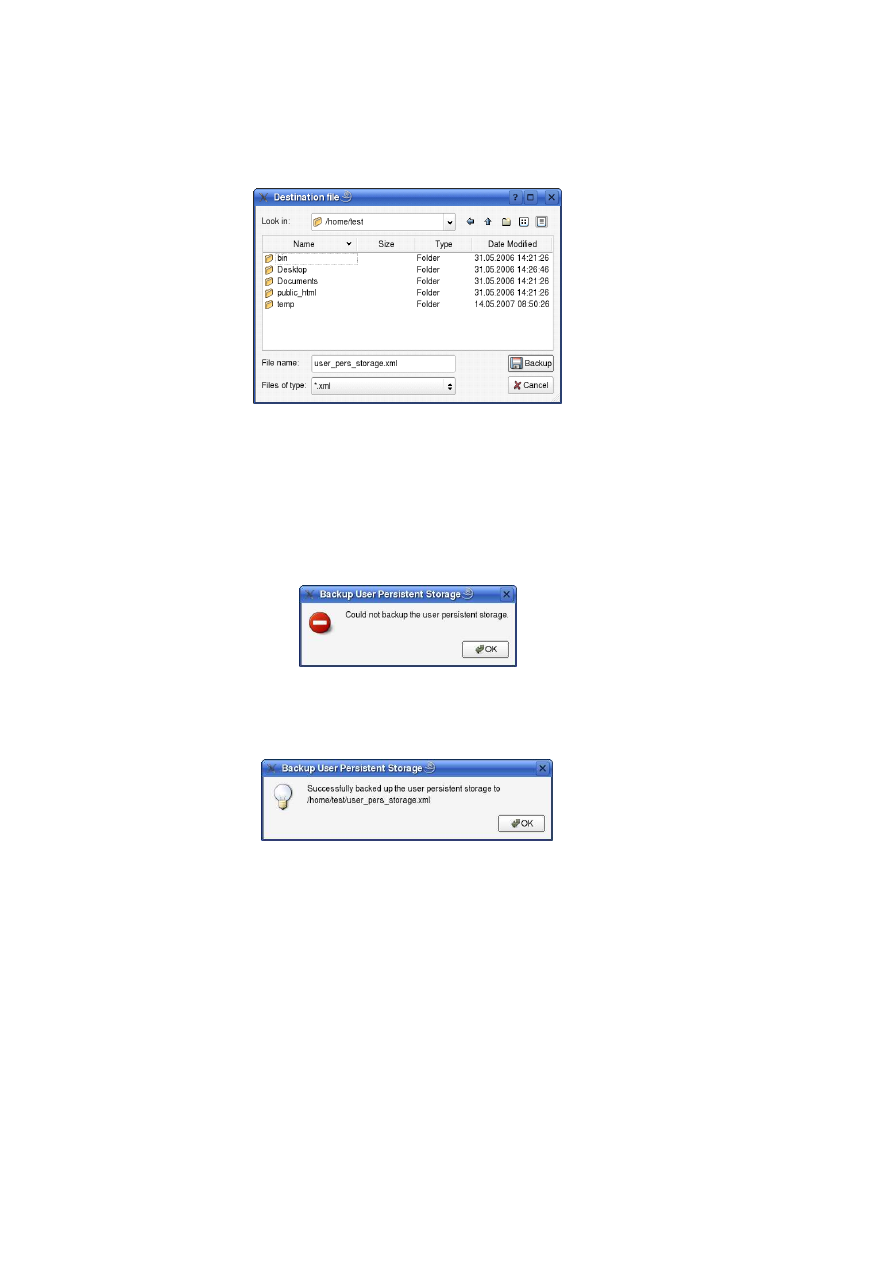 Destination file
Look in: /home/test
Name Size Type Date Modified
bin Folder 31.05.2006 14:21:26
Desktop Folder 31.05.2006 14:26:46
Documents Folder 31.05.2006 14:21:26
public_html Folder 31.05.2006 14:21:26
temp Folder 14.05.2007 08:50:26
File name: user_pers_storage.xml Backup
Files of type: *.xml Cancel
Backup User Persistent Storage
Could not backup the user persistent storage.
OK
Backup User Persistent Storage
Successfully backed up the user persistent storage to
/home/test/user_pers_storage.xml
OK